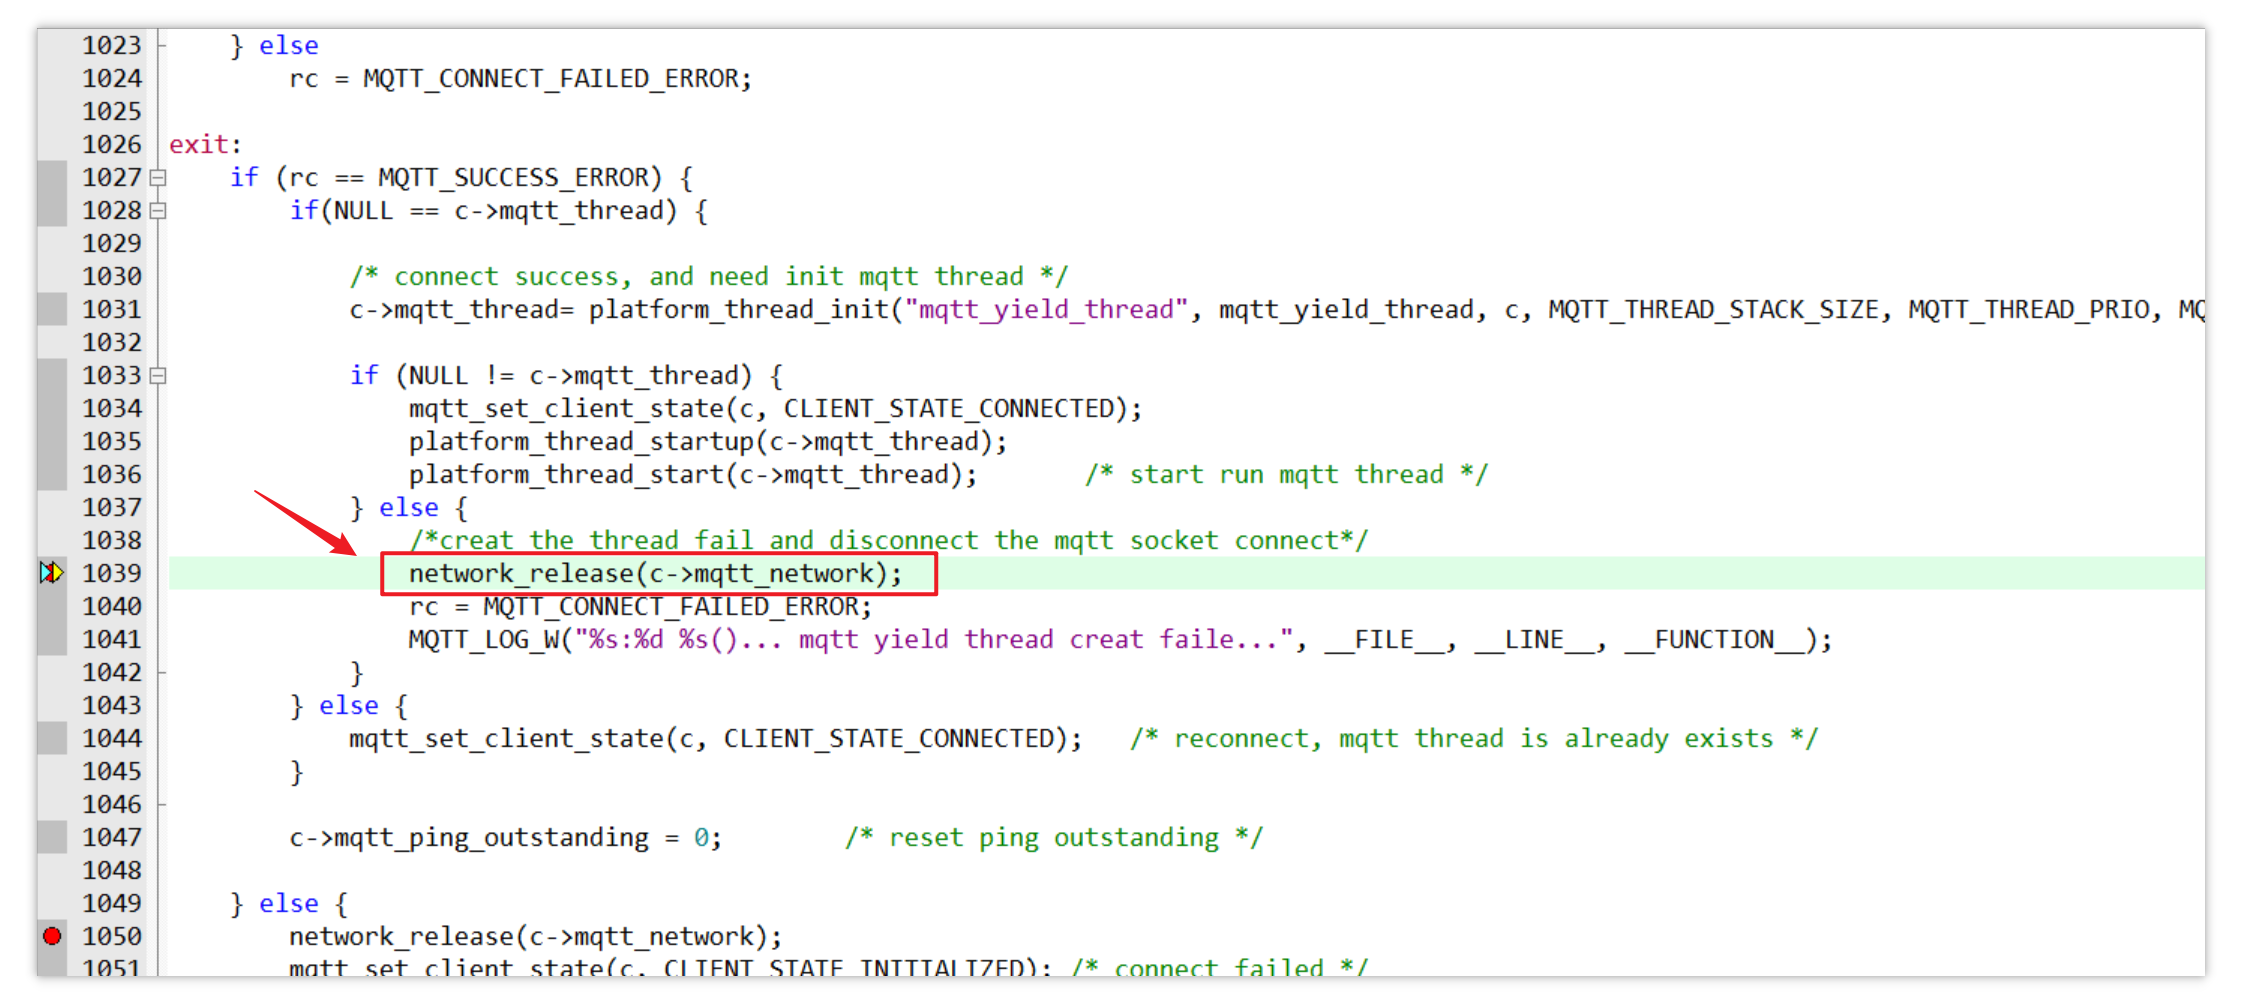 1023 } else
1024 rc = MQTT_CONNECT_FAILED_ERROR;
1025
1026 exit:
1027 if (rc == MQTT_SUCCESS_ERROR) {
1028 if(NULL == c->mqtt_thread) {
1029
1030 /* connect success, and need init mqtt thread */
1031 c->mqtt_thread= platform_thread_init("mqtt_yield_thread", mqtt_yield_thread, c, MQTT_THREAD_STACK_SIZE, MQTT_THREAD_PRIO, MQ
1032
1033 if (NULL != c->mqtt_thread) {
1034 mqtt_set_client_state(c, CLIENT_STATE_CONNECTED);
1035 platform_thread_startup(c->mqtt_thread);
1036 platform_thread_start(c->mqtt_thread); /* start run mqtt thread */
1037 } else {
1038 /*creat the thread fail and disconnect the mqtt socket connect*/
1039 network_release(c->mqtt_network);
1040 rc = MQTT_CONNECT_FAILED_ERROR;
1041 MQTT_LOG_W("%s:%d %s()... mqtt yield thread creat faile...", __FILE__, __LINE__, __FUNCTION__);
1042 }
1043 } else {
1044 mqtt_set_client_state(c, CLIENT_STATE_CONNECTED); /* reconnect, mqtt thread is already exists */
1045 }
1046
1047 c->mqtt_ping_outstanding = 0; /* reset ping outstanding */
1048
1049 } else {
1050 network_release(c->mqtt_network);
1051 mqtt_set_client_state(c, CLIENT_STATE_INITIALIZED); /* connect failed */